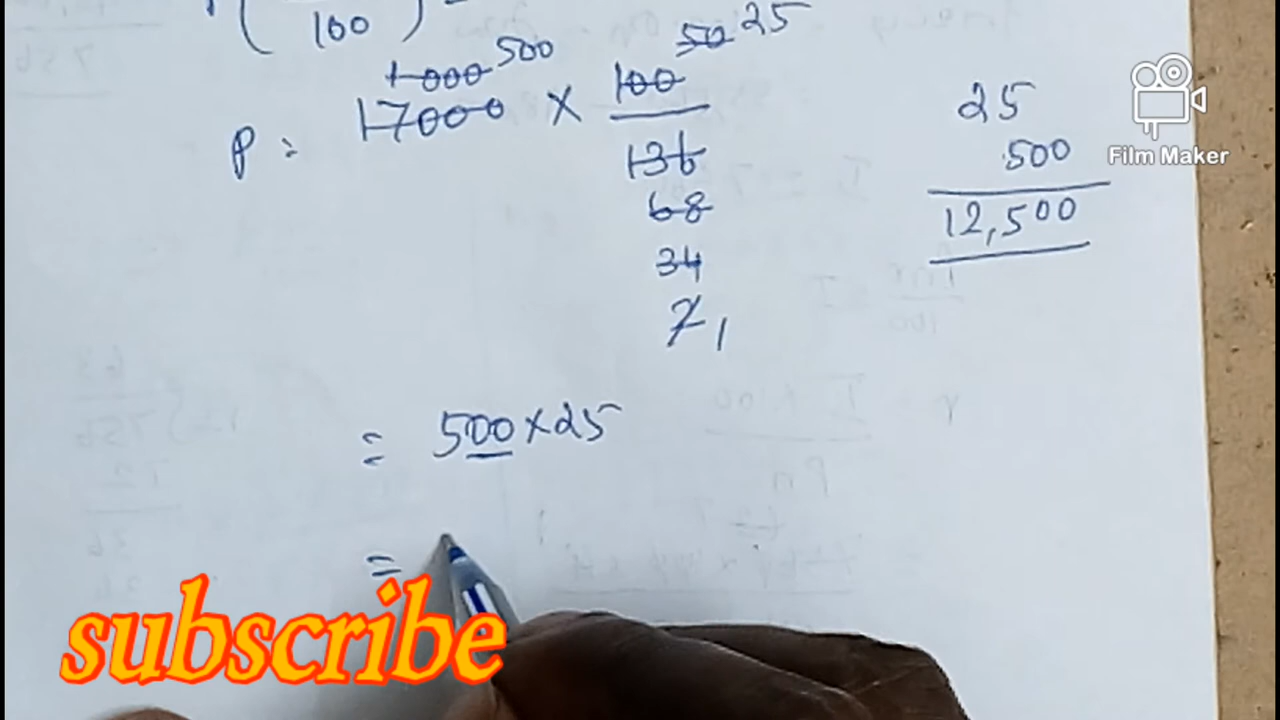 100
1000 500 50 25
P = 17000 × 100
136
68
34
7 1
25
500
12,500
Film Maker
= 500×25
=
subscribe